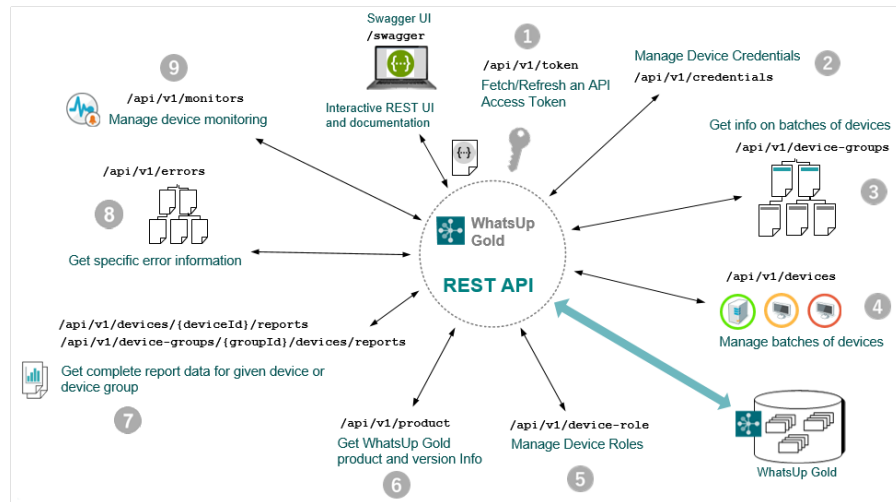 Swagger UI
/swagger
{···}
Interactive REST UI
and documentation
{···}
1
/api/v1/token
Fetch/Refresh an API
Access Token
Manage Device Credentials
2
/api/v1/credentials
Get info on batches of devices
/api/v1/device-groups
3
/api/v1/devices
4
Manage batches of devices
WhatsUp Gold
/api/v1/device-role
Manage Device Roles
5
/api/v1/product
Get WhatsUp Gold
product and version Info
6
/api/v1/devices/{deviceId}/reports
/api/v1/device-groups/{groupId}/devices/reports
Get complete report data for given device or
device group
7
/api/v1/errors
8
Get specific error information
9
/api/v1/monitors
Manage device monitoring
WhatsUp
Gold
REST API